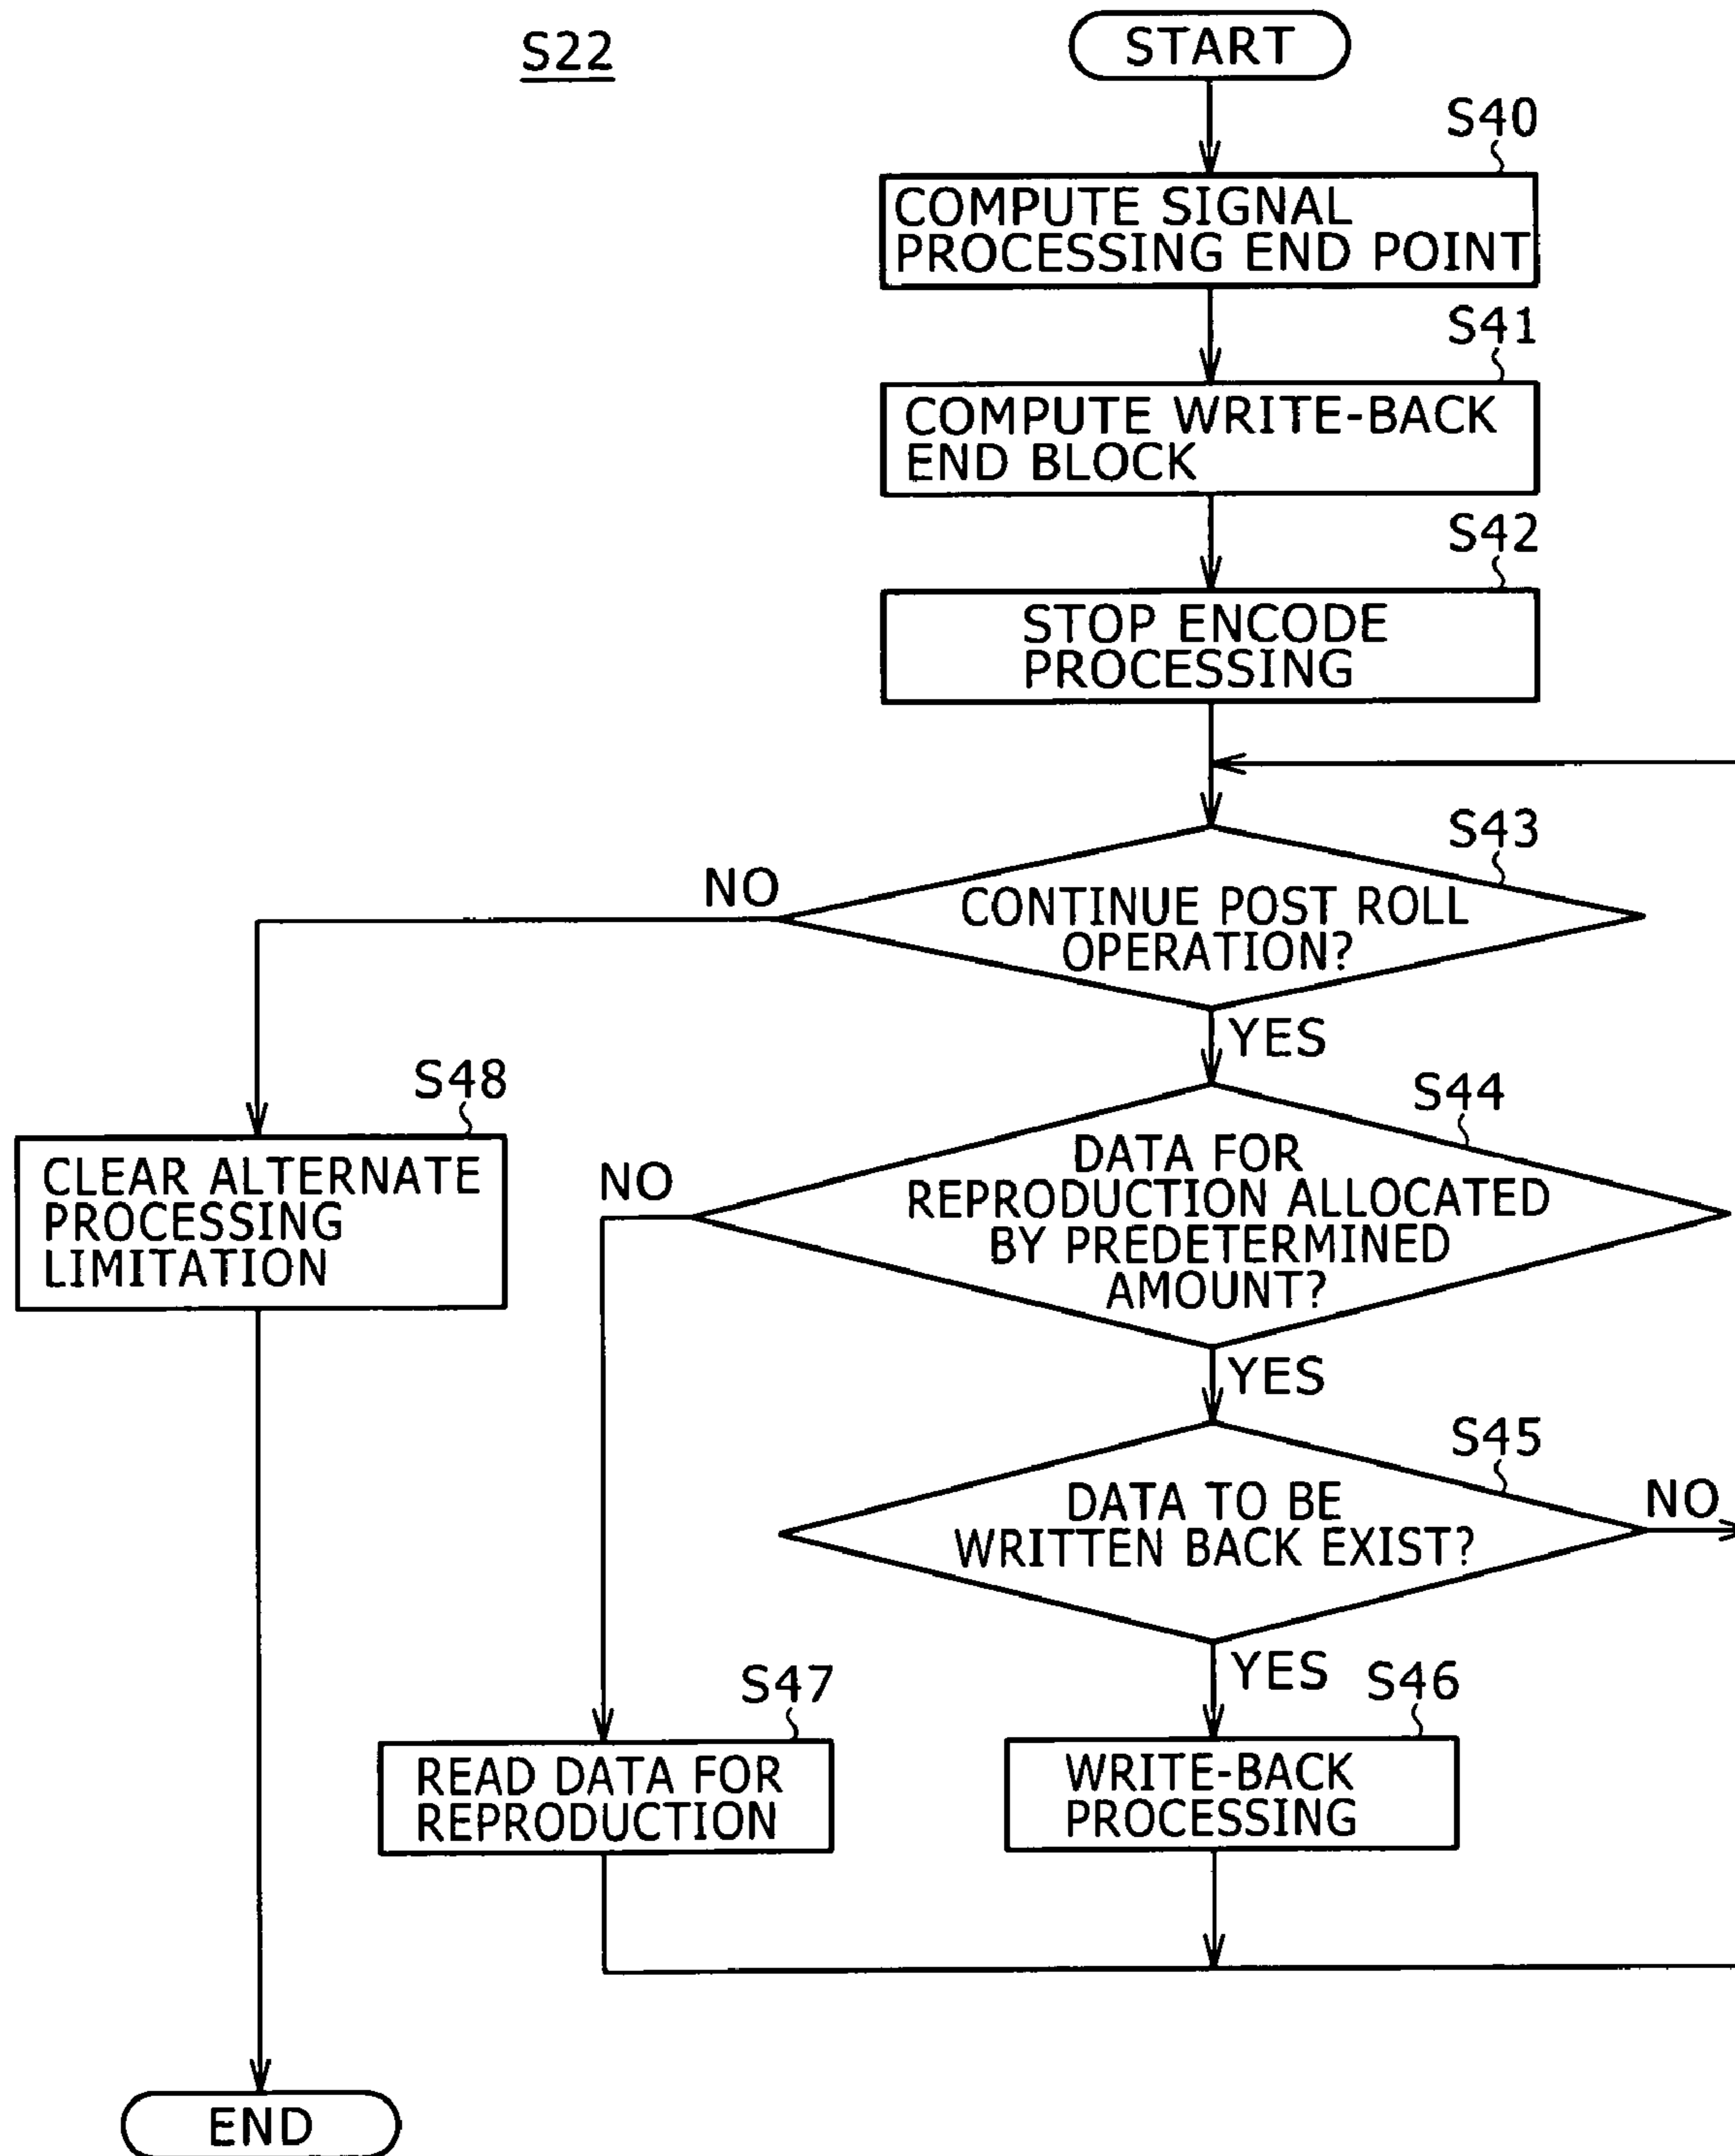 S22
START
S40
COMPUTE SIGNAL
PROCESSING END POINT
S41
COMPUTE WRITE-BACK
END BLOCK
S42
STOP ENCODE
PROCESSING
S43
NO
CONTINUE POST ROLL
OPERATION?
YES
S48
CLEAR ALTERNATE
PROCESSING
LIMITATION
S44
NO
DATA FOR
REPRODUCTION ALLOCATED
BY PREDETERMINED
AMOUNT?
YES
S45
DATA TO BE
WRITTEN BACK EXIST?
NO
YES
S47
READ DATA FOR
REPRODUCTION
S46
WRITE-BACK
PROCESSING
END